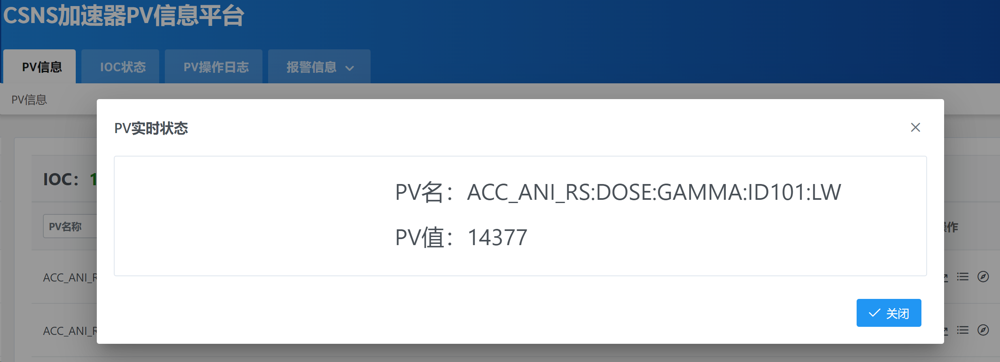 CSNS加速器PV信息平台
PV信息 IOC状态 PV操作日志 报警信息
PV信息
PV实时状态
IOC：1
PV名：ACC_ANI_RS:DOSE:GAMMA:ID101:LW
PV名称
操作
PV值：14377
ACC_ANI_R
关闭
ACC_ANI_R